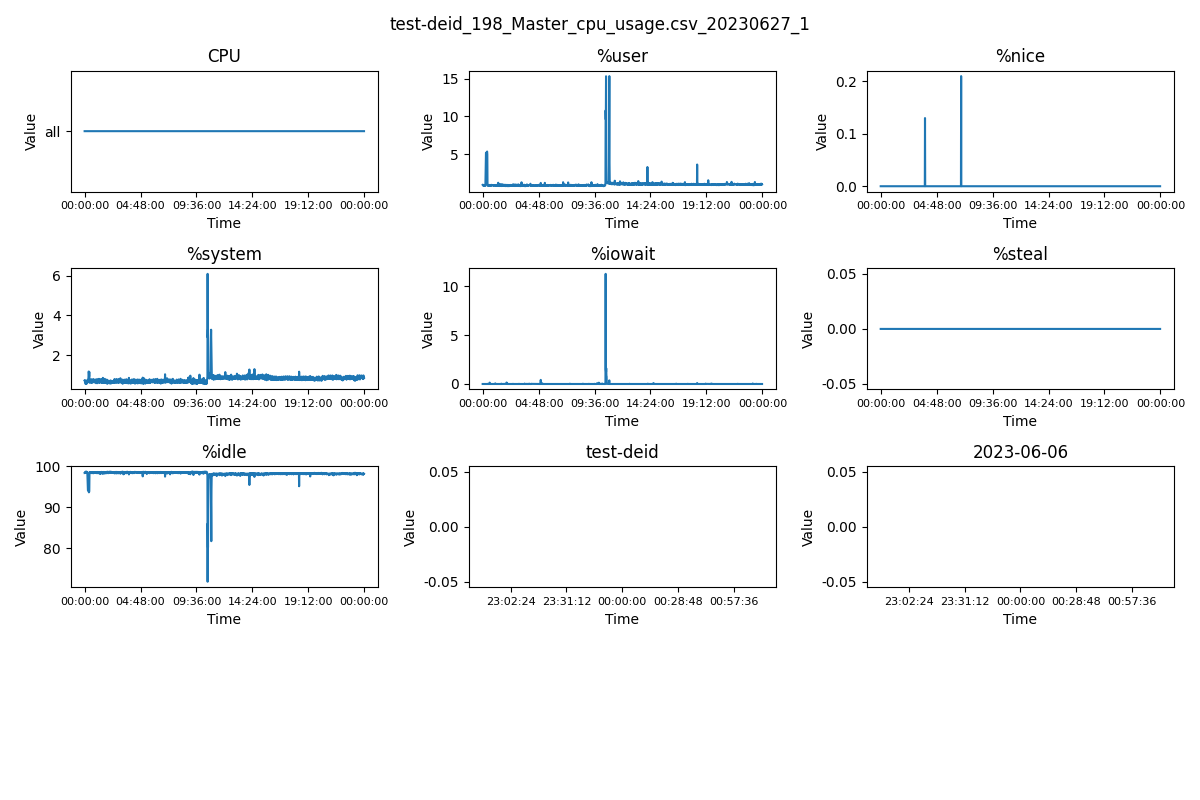 test-deid_198_Master_cpu_usage.csv_20230627_1
CPU
Value
all
00:00:00 04:48:00 09:36:00 14:24:00 19:12:00 00:00:00
Time
%user
Value
15
10
5
00:00:00 04:48:00 09:36:00 14:24:00 19:12:00 00:00:00
Time
%nice
Value
0.2
0.1
0.0
00:00:00 04:48:00 09:36:00 14:24:00 19:12:00 00:00:00
Time
%system
Value
6
4
2
00:00:00 04:48:00 09:36:00 14:24:00 19:12:00 00:00:00
Time
%iowait
Value
10
5
0
00:00:00 04:48:00 09:36:00 14:24:00 19:12:00 00:00:00
Time
%steal
Value
0.05
0.00
-0.05
00:00:00 04:48:00 09:36:00 14:24:00 19:12:00 00:00:00
Time
%idle
Value
100
90
80
00:00:00 04:48:00 09:36:00 14:24:00 19:12:00 00:00:00
Time
test-deid
Value
0.05
0.00
-0.05
23:02:24 23:31:12 00:00:00 00:28:48 00:57:36
Time
2023-06-06
Value
0.05
0.00
-0.05
23:02:24 23:31:12 00:00:00 00:28:48 00:57:36
Time